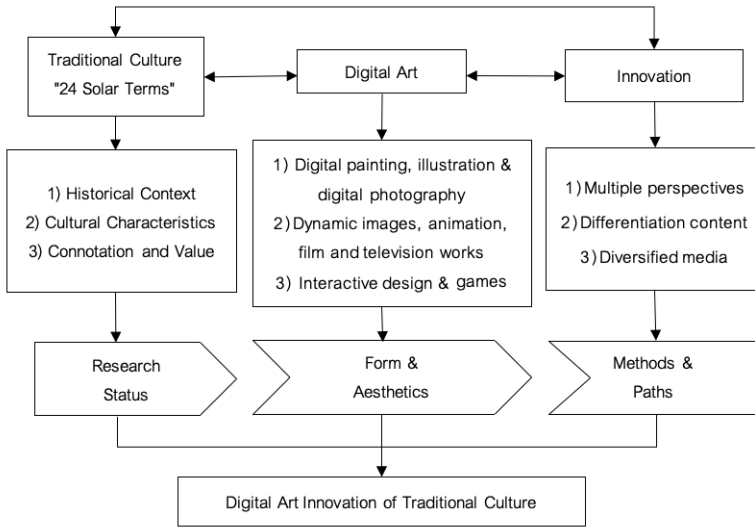 Traditional Culture
"24 Solar Terms"
Digital Art
Innovation
1) Historical Context
2) Cultural Characteristics
3) Connotation and Value
1) Digital painting, illustration &
digital photography
2) Dynamic images, animation,
film and television works
3) Interactive design & games
1) Multiple perspectives
2) Differentiation content
3) Diversified media
Research
Status
Form &
Aesthetics
Methods &
Paths
Digital Art Innovation of Traditional Culture